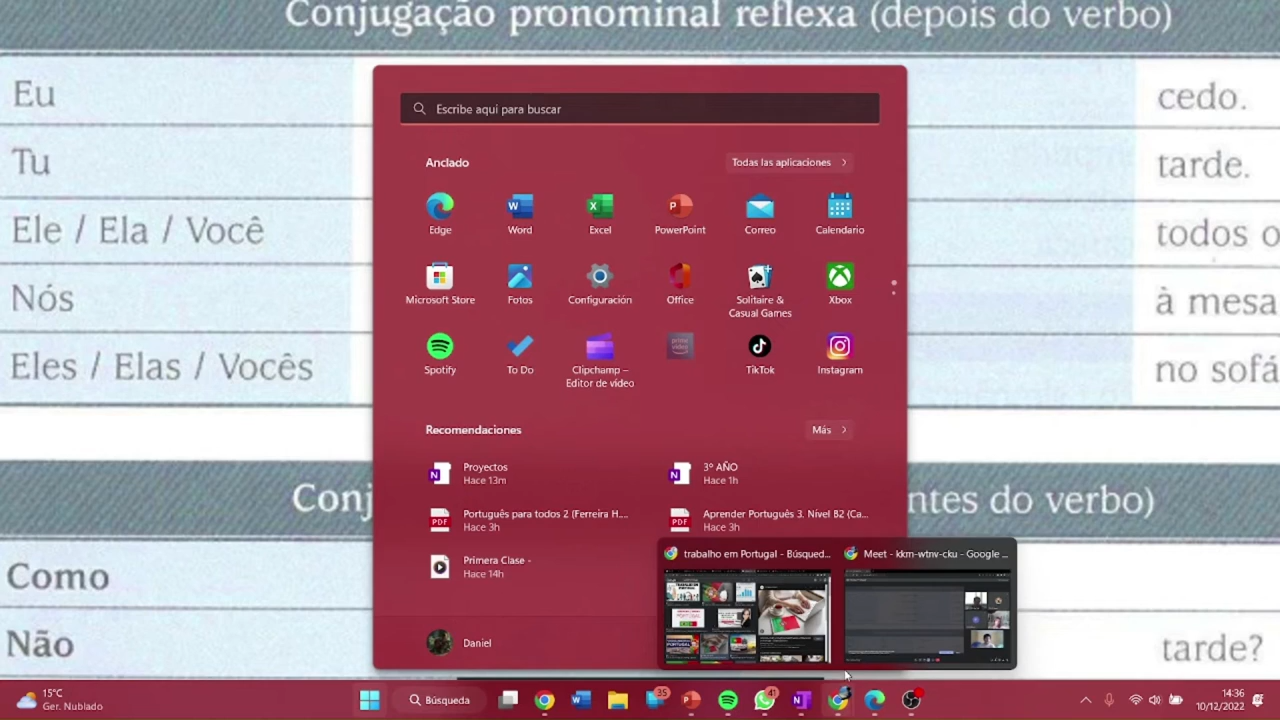 Conjugação pronominal reflexa (depois do verbo)
Eu
cedo.
Tu
tarde.
Ele / Ela / Você
todos o
Nós
à mesa
Eles / Elas / Vocês
no sofá
Conj
ntes do verbo)
Como
Não
tarde?
Escribe aqui para buscar
Anclado
Todas las aplicaciones
Edge
Word
Excel
PowerPoint
Correo
Calendario
Microsoft Store
Fotos
Configuración
Office
Solitaire &
Casual Games
Xbox
prime video
Spotify
To Do
Clipchamp –
Editor de vídeo
TikTok
Instagram
Recomendaciones
Más
Proyectos
Hace 13m
3º AÑO
Hace 1h
Português para todos 2 (Ferreira H....
Hace 3h
Aprender Português 3. Nível B2 (Ca...
Hace 3h
Primera Clase -
Hace 14h
trabalho em Portugal - Búsqued...
Meet - kkm-wtnv-cku - Google ...
Daniel
15°C
Ger. Nublado
Búsqueda
35
41
14:36
10/12/2022